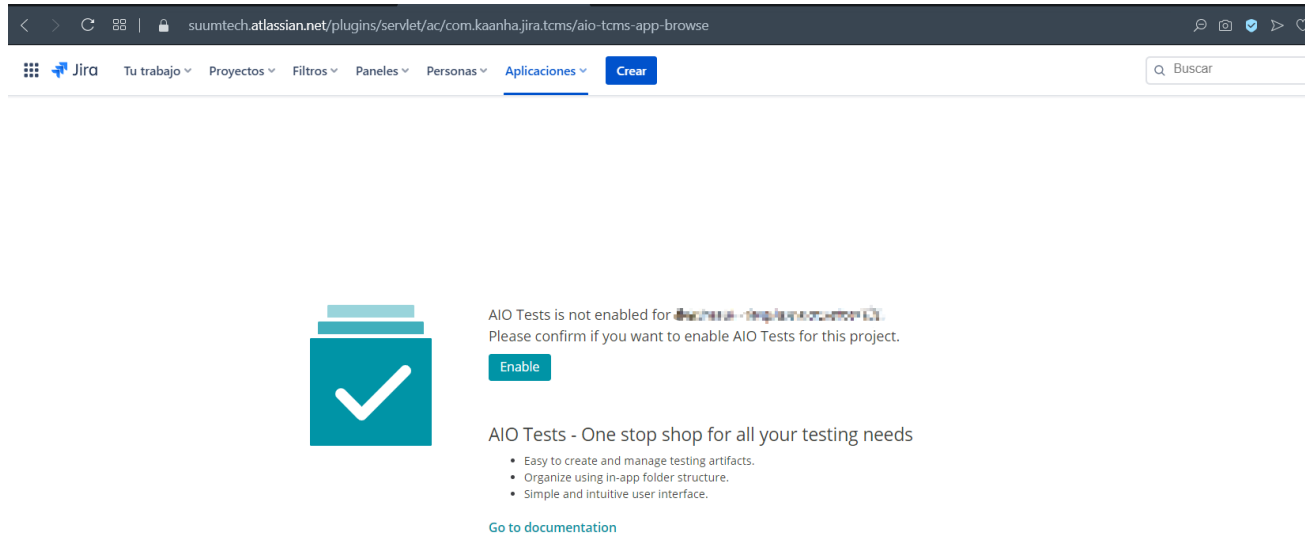 suumtech.atlassian.net/plugins/servlet/ac/com.kaanha.jira.tcms/aio-tcms-app-browse
Jira Tu trabajo Proyectos Filtros Paneles Personas Aplicaciones Crear Buscar
AIO Tests is not enabled for
Please confirm if you want to enable AIO Tests for this project.
Enable
AIO Tests - One stop shop for all your testing needs
• Easy to create and manage testing artifacts.
• Organize using in-app folder structure.
• Simple and intuitive user interface.
Go to documentation